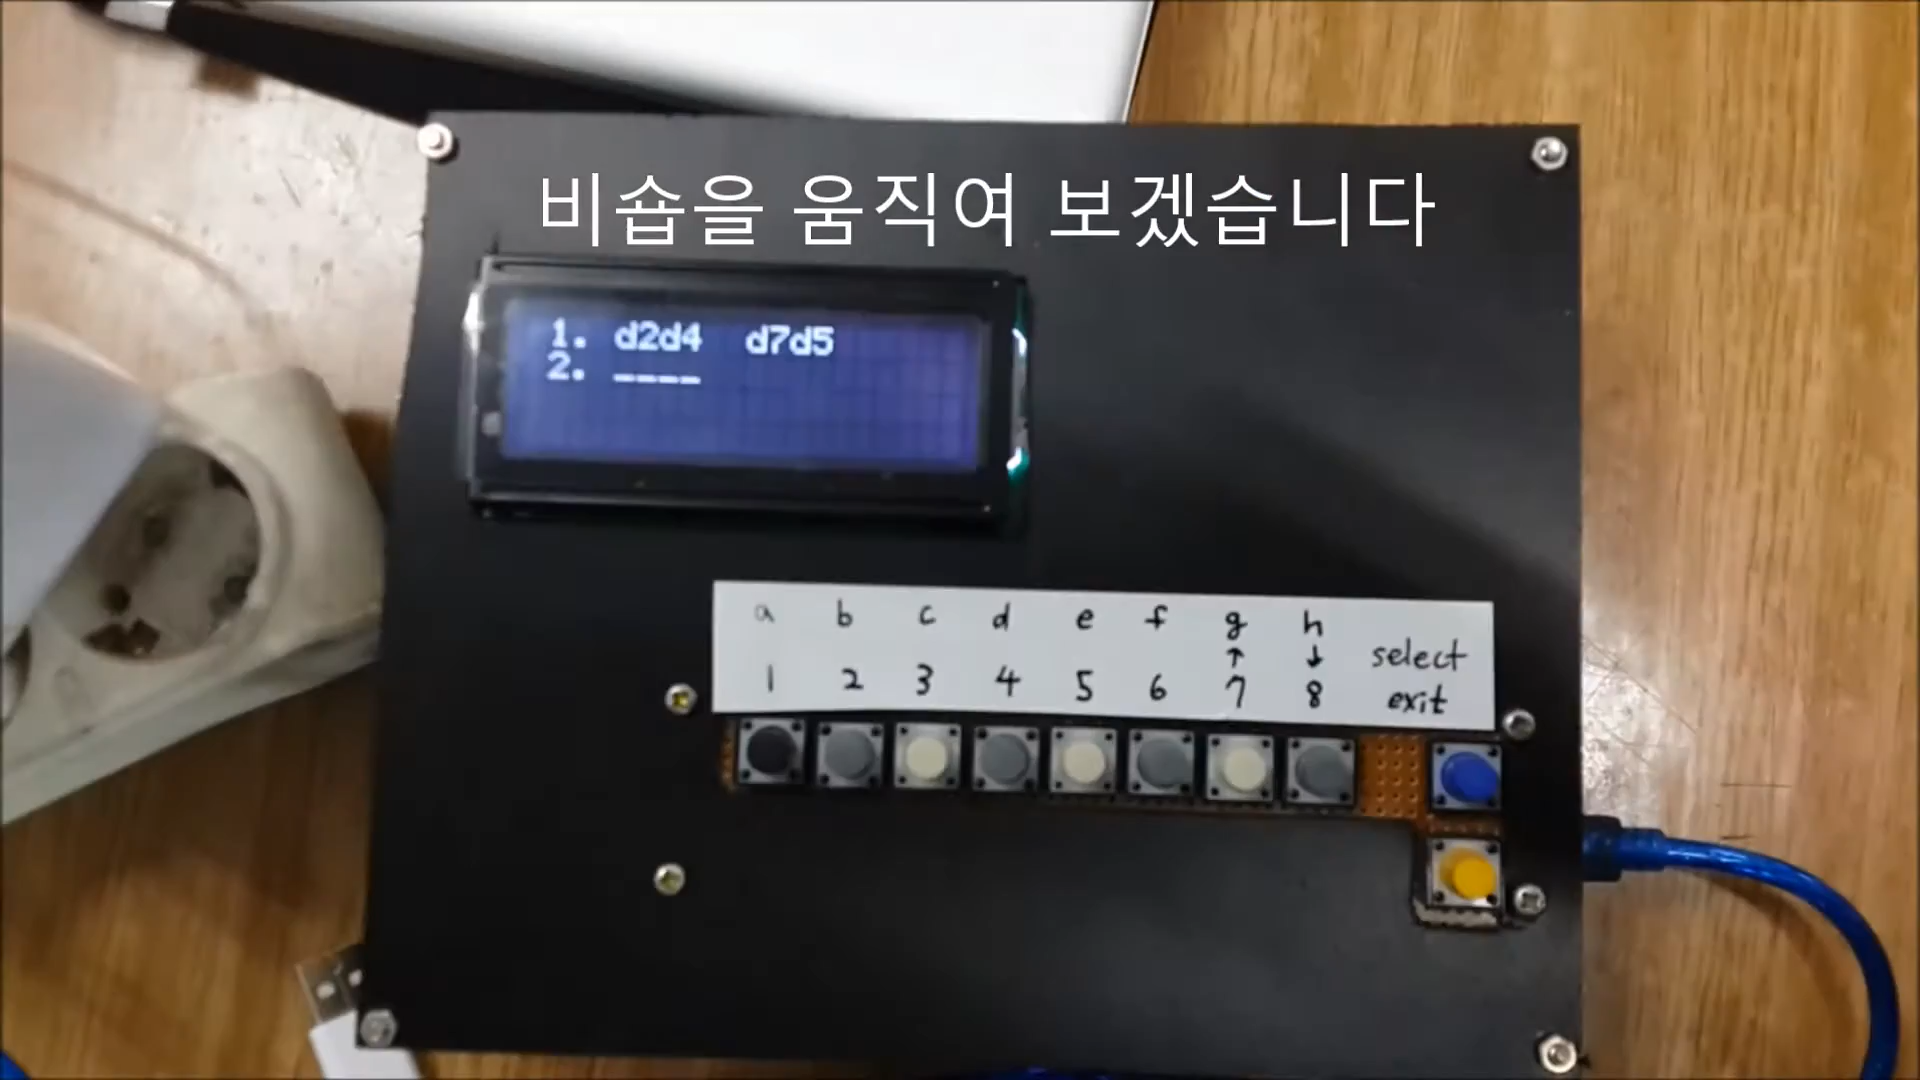 비숍을 움직여 보겠습니다
1. d2d4 d7d5
2. ____
a b c d e f g h
↑ ↓ select
1 2 3 4 5 6 7 8 exit